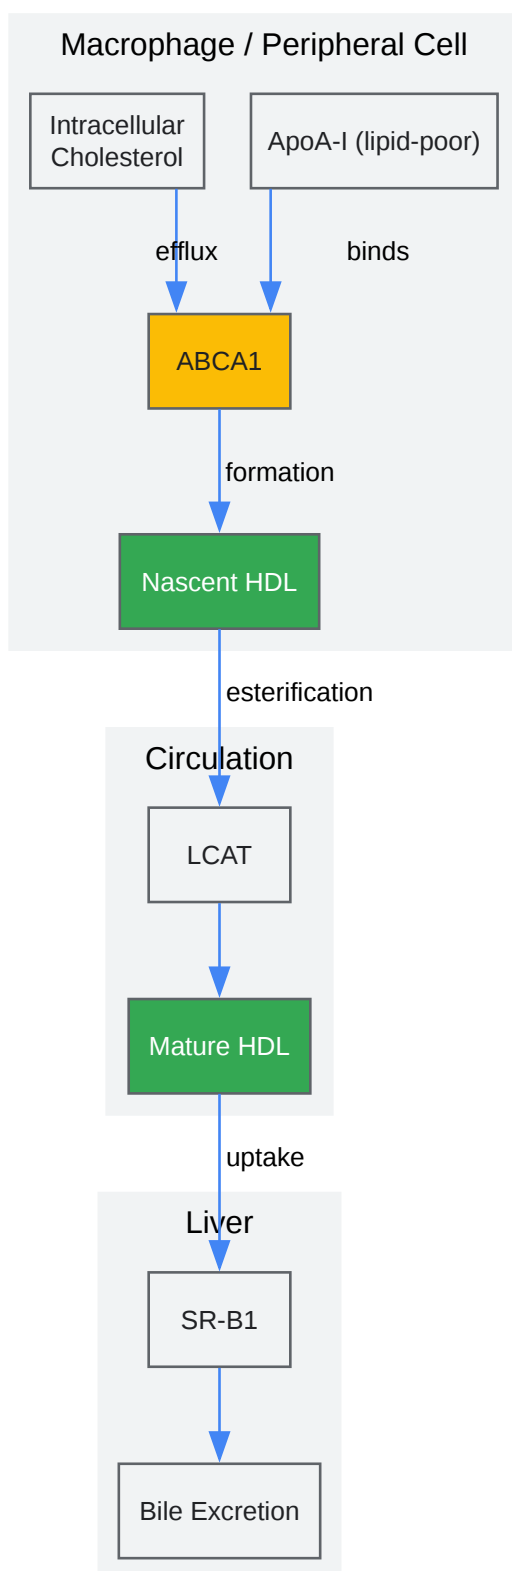 Macrophage / Peripheral Cell
Intracellular
Cholesterol
ApoA-I (lipid-poor)
efflux
binds
ABCA1
formation
Nascent HDL
esterification
Circulation
LCAT
Mature HDL
uptake
Liver
SR-B1
Bile Excretion